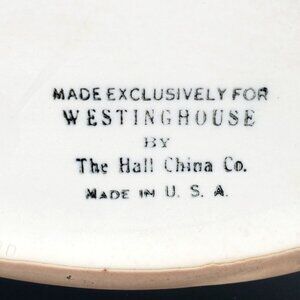 MADE EXCLUSIVELY FOR
WESTINGHOUSE
BY
The Hall China Co.
MADE IN U. S. A.